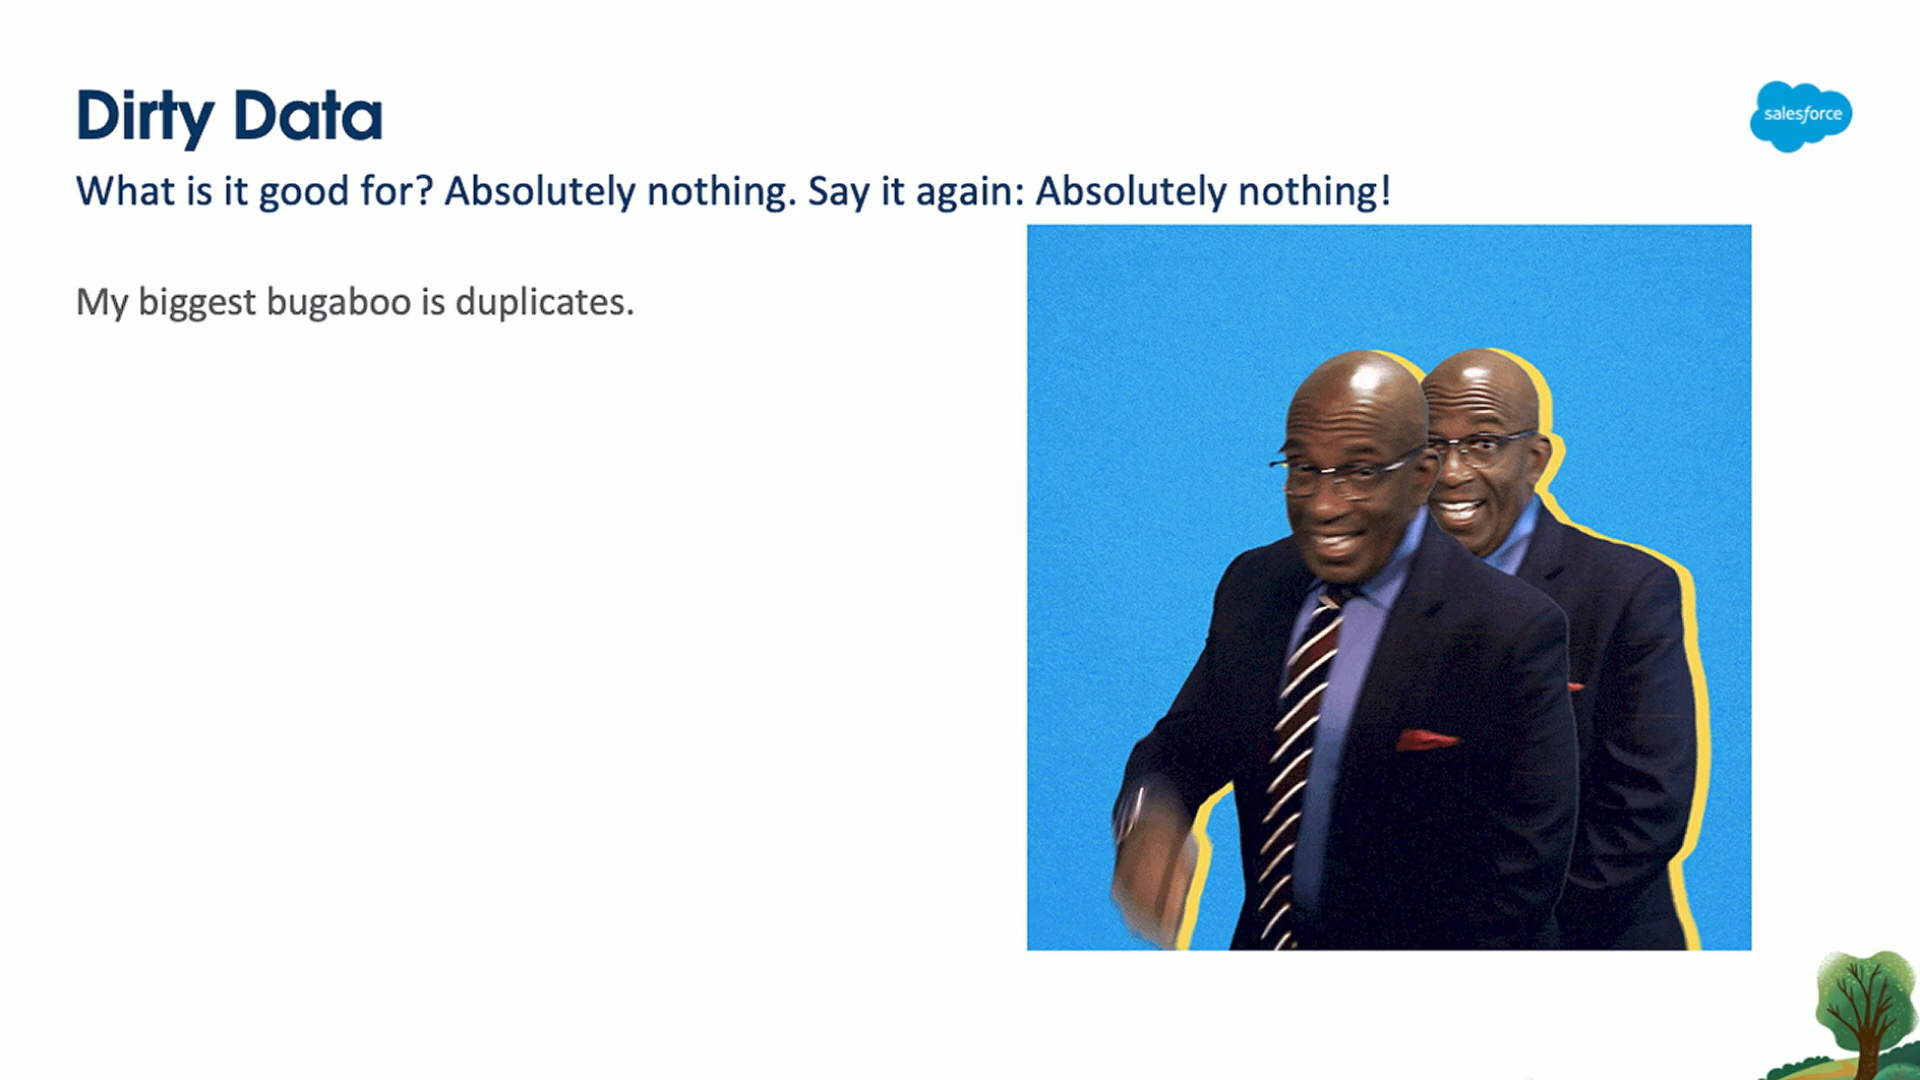 Dirty Data
salesforce
What is it good for? Absolutely nothing. Say it again: Absolutely nothing!
My biggest bugaboo is duplicates.